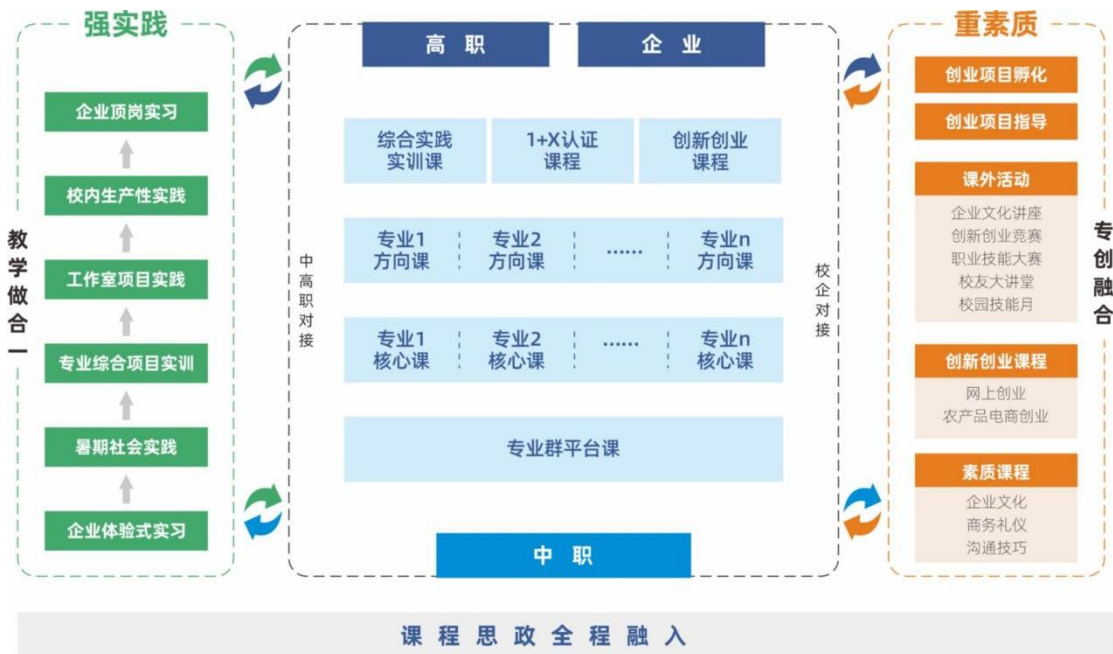 强实践
企业顶岗实习
校内生产性实践
工作室项目实践
专业综合项目实训
暑期社会实践
企业体验式实习
教学做合一
高职
企业
中高职对接
综合实践
实训课
1+X认证
课程
创新创业
课程
专业1
方向课
专业2
方向课
……
专业n
方向课
专业1
核心课
专业2
核心课
……
专业n
核心课
专业群平台课
中职
校企对接
重素质
创业项目孵化
创业项目指导
课外活动
企业文化讲座
创新创业竞赛
职业技能大赛
校友大讲堂
校园技能月
创新创业课程
网上创业
农产品电商创业
素质课程
企业文化
商务礼仪
沟通技巧
专创融合
课程思政全程融入